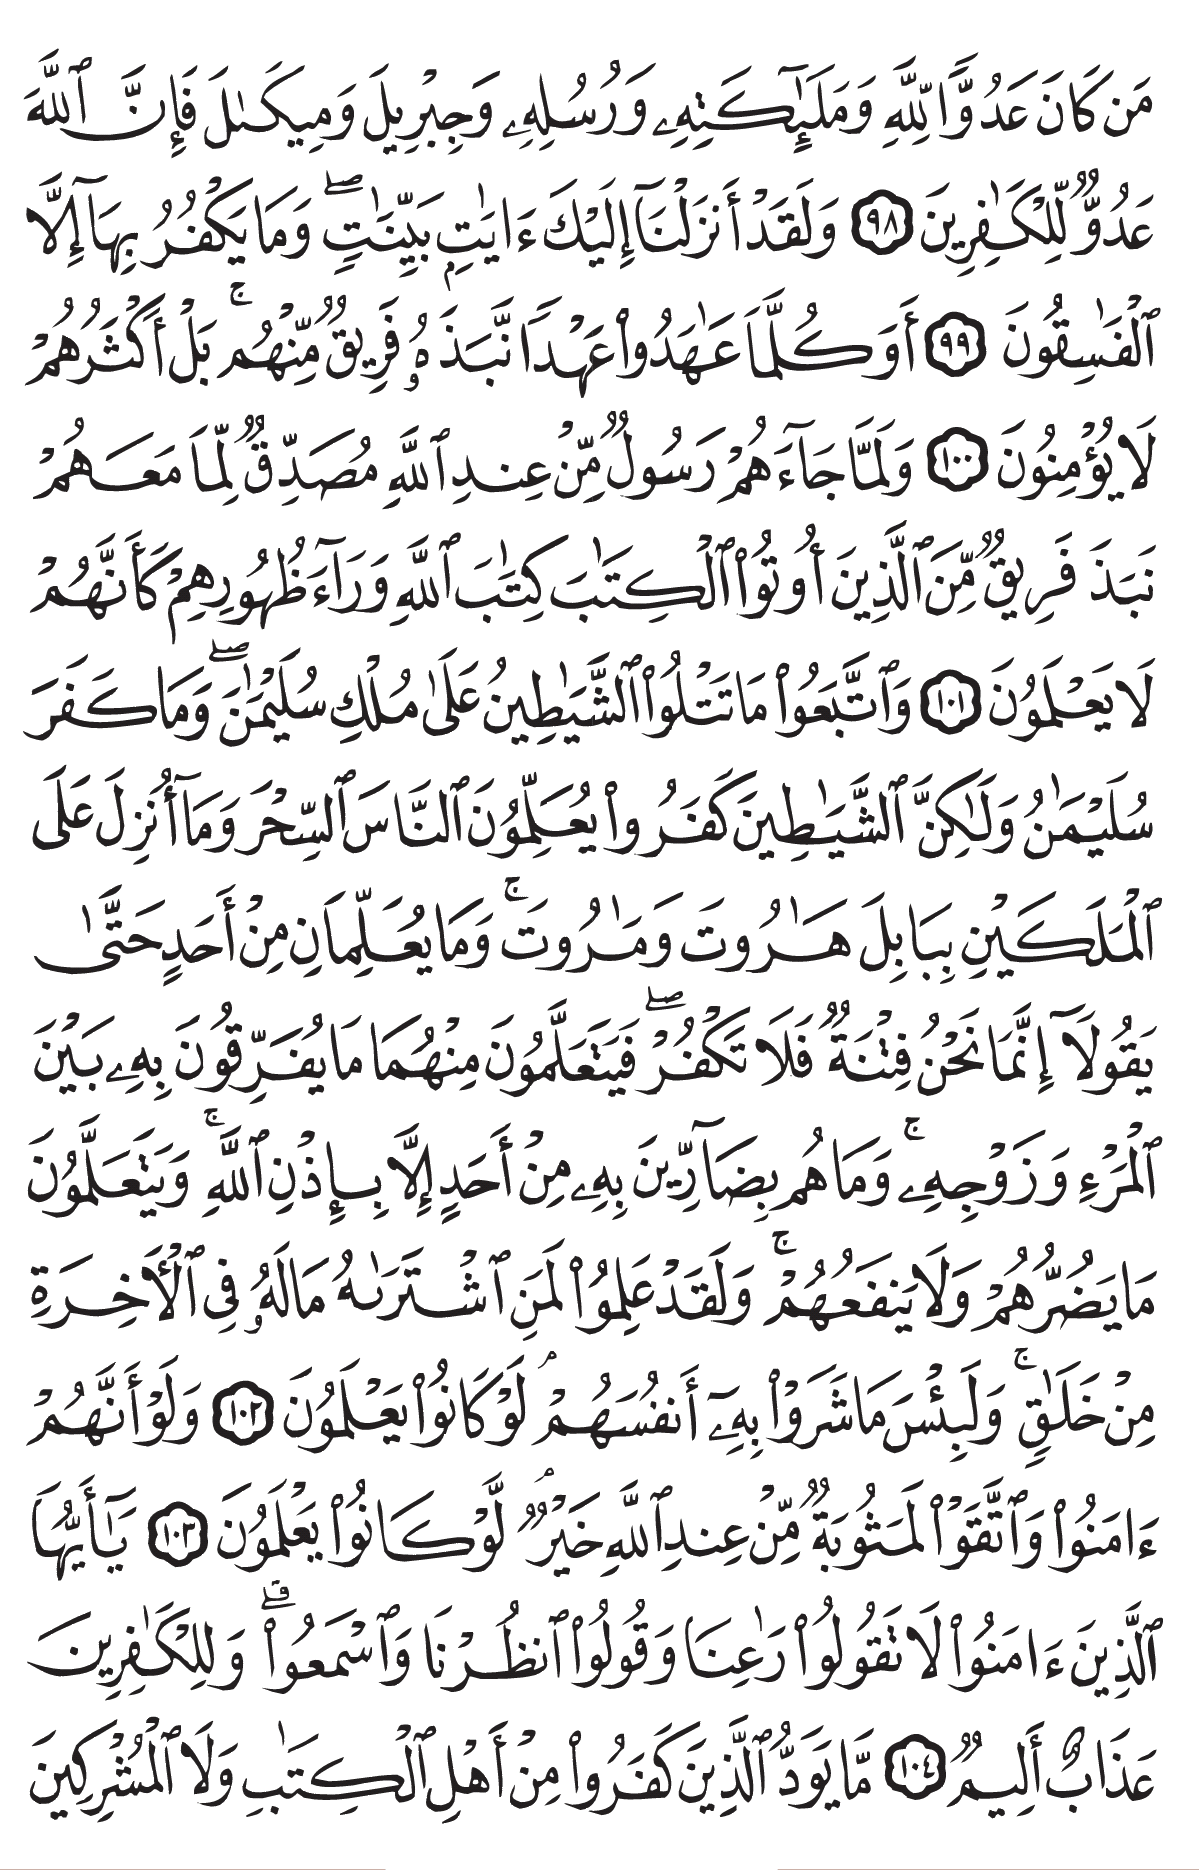 مَن كَانَ عَدُوًّا لِّلَّهِ وَمَلَٰٓئِكَتِهِۦ وَرُسُلِهِۦ وَجِبْرِيلَ وَمِيكَىٰلَ فَإِنَّ ٱللَّهَ
عَدُوٌّ لِّلْكَٰفِرِينَ ٩٨ وَلَقَدْ أَنزَلْنَآ إِلَيْكَ ءَايَٰتٍۭ بَيِّنَٰتٍۖ وَمَا يَكْفُرُ بِهَآ إِلَّا
ٱلْفَٰسِقُونَ ٩٩ أَوَكُلَّمَا عَٰهَدُوا۟ عَهْدًا نَّبَذَهُۥ فَرِيقٌ مِّنْهُمۚ بَلْ أَكْثَرُهُمْ
لَا يُؤْمِنُونَ ١٠٠ وَلَمَّا جَآءَهُمْ رَسُولٌ مِّنْ عِندِ ٱللَّهِ مُصَدِّقٌ لِّمَا مَعَهُمْ
نَبَذَ فَرِيقٌ مِّنَ ٱلَّذِينَ أُوتُوا۟ ٱلْكِتَٰبَ كِتَٰبَ ٱللَّهِ وَرَآءَ ظُهُورِهِمْ كَأَنَّهُمْ
لَا يَعْلَمُونَ ١٠١ وَٱتَّبَعُوا۟ مَا تَتْلُوا۟ ٱلشَّيَٰطِينُ عَلَىٰ مُلْكِ سُلَيْمَٰنَۖ وَمَا كَفَرَ
سُلَيْمَٰنُ وَلَٰكِنَّ ٱلشَّيَٰطِينَ كَفَرُوا۟ يُعَلِّمُونَ ٱلنَّاسَ ٱلسِّحْرَ وَمَآ أُنزِلَ عَلَى
ٱلْمَلَكَيْنِ بِبَابِلَ هَٰرُوتَ وَمَٰرُوتَۚ وَمَا يُعَلِّمَانِ مِنْ أَحَدٍ حَتَّىٰ
يَقُولَآ إِنَّمَا نَحْنُ فِتْنَةٌ فَلَا تَكْفُرْۖ فَيَتَعَلَّمُونَ مِنْهُمَا مَا يُفَرِّقُونَ بِهِۦ بَيْنَ
ٱلْمَرْءِ وَزَوْجِهِۦۚ وَمَا هُم بِضَآرِّينَ بِهِۦ مِنْ أَحَدٍ إِلَّا بِإِذْنِ ٱللَّهِۚ وَيَتَعَلَّمُونَ
مَا يَضُرُّهُمْ وَلَا يَنفَعُهُمْۚ وَلَقَدْ عَلِمُوا۟ لَمَنِ ٱشْتَرَىٰهُ مَا لَهُۥ فِى ٱلْءَاخِرَةِ
مِنْ خَلَٰقٍۚ وَلَبِئْسَ مَا شَرَوْا۟ بِهِۦٓ أَنفُسَهُمْۚ لَوْ كَانُوا۟ يَعْلَمُونَ ١٠٢ وَلَوْ أَنَّهُمْ
ءَامَنُوا۟ وَٱتَّقَوْا۟ لَمَثُوبَةٌ مِّنْ عِندِ ٱللَّهِ خَيْرٌۚ لَّوْ كَانُوا۟ يَعْلَمُونَ ١٠٣ يَٰٓأَيُّهَا
ٱلَّذِينَ ءَامَنُوا۟ لَا تَقُولُوا۟ رَٰعِنَا وَقُولُوا۟ ٱنظُرْنَا وَٱسْمَعُوا۟ۗ وَلِلْكَٰفِرِينَ
عَذَابٌ أَلِيمٌ ١٠٤ مَّا يَوَدُّ ٱلَّذِينَ كَفَرُوا۟ مِنْ أَهْلِ ٱلْكِتَٰبِ وَلَا ٱلْمُشْرِكِينَ